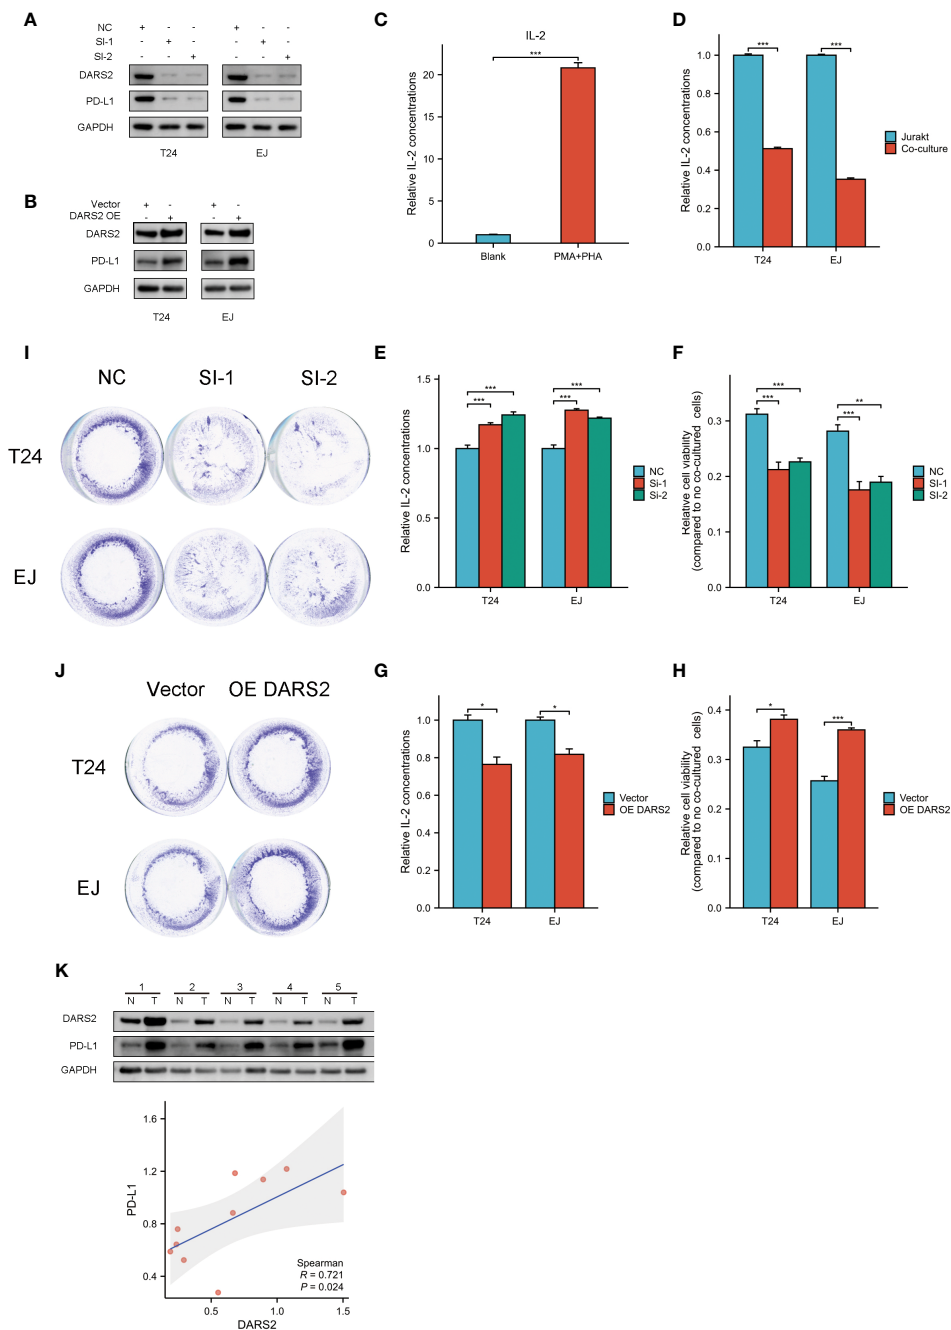 A
NC + - - + - -
SI-1 - + - - + -
SI-2 - - + - - +
DARS2
PD-L1
GAPDH
T24 EJ
B
Vector + - + -
DARS2 OE - + - +
DARS2
PD-L1
GAPDH
T24 EJ
C
IL-2
***
Relative IL-2 concentrations
20
15
10
5
0
Blank PMA+PHA
D
*** ***
Relative IL-2 concentrations
1.0
0.8
0.6
0.4
0.2
0.0
T24 EJ
Jurakt
Co-culture
I
NC SI-1 SI-2
T24
EJ
E
*** ***
*** ***
Relative IL-2 concentrations
1.5
1.0
0.5
0.0
T24 EJ
NC
Si-1
Si-2
F
*** **
*** ***
Relative cell viability
(compared to no co-cultured cells)
0.3
0.2
0.1
0.0
T24 EJ
NC
SI-1
SI-2
J
Vector OE DARS2
T24
EJ
G
* *
Relative IL-2 concentrations
1.0
0.8
0.6
0.4
0.2
0.0
T24 EJ
Vector
OE DARS2
H
* ***
Relative cell viability
(compared to no co-cultured cells)
0.4
0.3
0.2
0.1
0.0
T24 EJ
Vector
OE DARS2
K
1 2 3 4 5
N T N T N T N T N T
DARS2
PD-L1
GAPDH
PD-L1
1.6
1.2
0.8
0.4
Spearman
R = 0.721
P = 0.024
0.5 1.0 1.5
DARS2